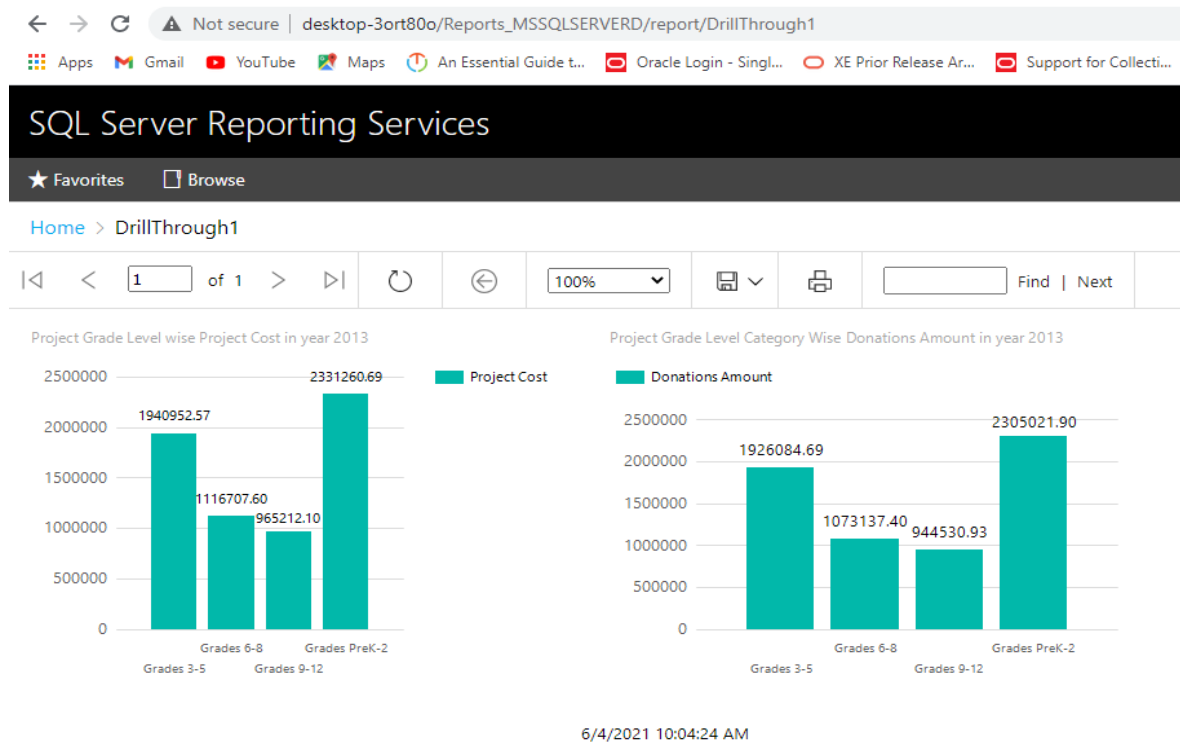 Not secure | desktop-3ort80o/Reports_MSSQLSERVERD/report/DrillThrough1
Apps Gmail YouTube Maps An Essential Guide t... Oracle Login - Singl... XE Prior Release Ar... Support for Collecti...
SQL Server Reporting Services
Favorites Browse
Home > DrillThrough1
1 of 1 100% Find | Next
Project Grade Level wise Project Cost in year 2013
2500000
2000000
1500000
1000000
500000
0
2331260.69
1940952.57
1116707.60
965212.10
Grades 6-8 Grades PreK-2
Grades 3-5 Grades 9-12
Project Cost
Project Grade Level Category Wise Donations Amount in year 2013
Donations Amount
2500000
2000000
1500000
1000000
500000
0
2305021.90
1926084.69
1073137.40
944530.93
Grades 6-8 Grades PreK-2
Grades 3-5 Grades 9-12
6/4/2021 10:04:24 AM